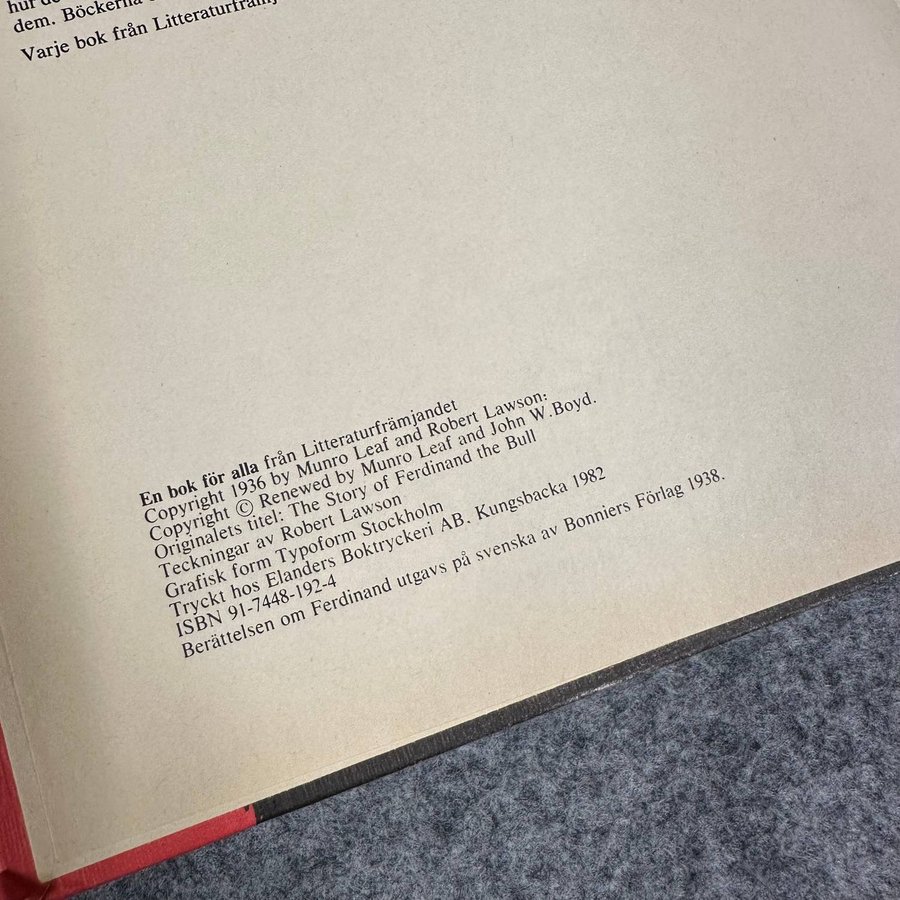 dem. Böckerna
Varje bok från Litteraturfrämj
En bok för alla från Litteraturfrämjandet
Copyright 1936 by Munro Leaf and Robert Lawson:
Copyright © Renewed by Munro Leaf and John W.Boyd.
Originalets titel: The Story of Ferdinand the Bull
Teckningar av Robert Lawson
Grafisk form Typoform Stockholm
Tryckt hos Elanders Boktryckeri AB. Kungsbacka 1982
ISBN 91-7448-192-4
Berättelsen om Ferdinand utgavs på svenska av Bonniers Förlag 1938.